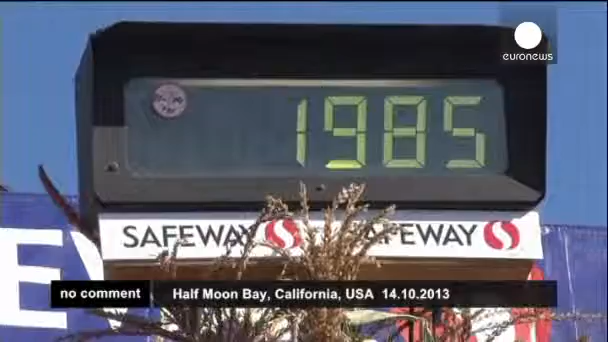 euronews
1985
SAFEWAY SAFEWAY
no comment
Half Moon Bay, California, USA 14.10.2013